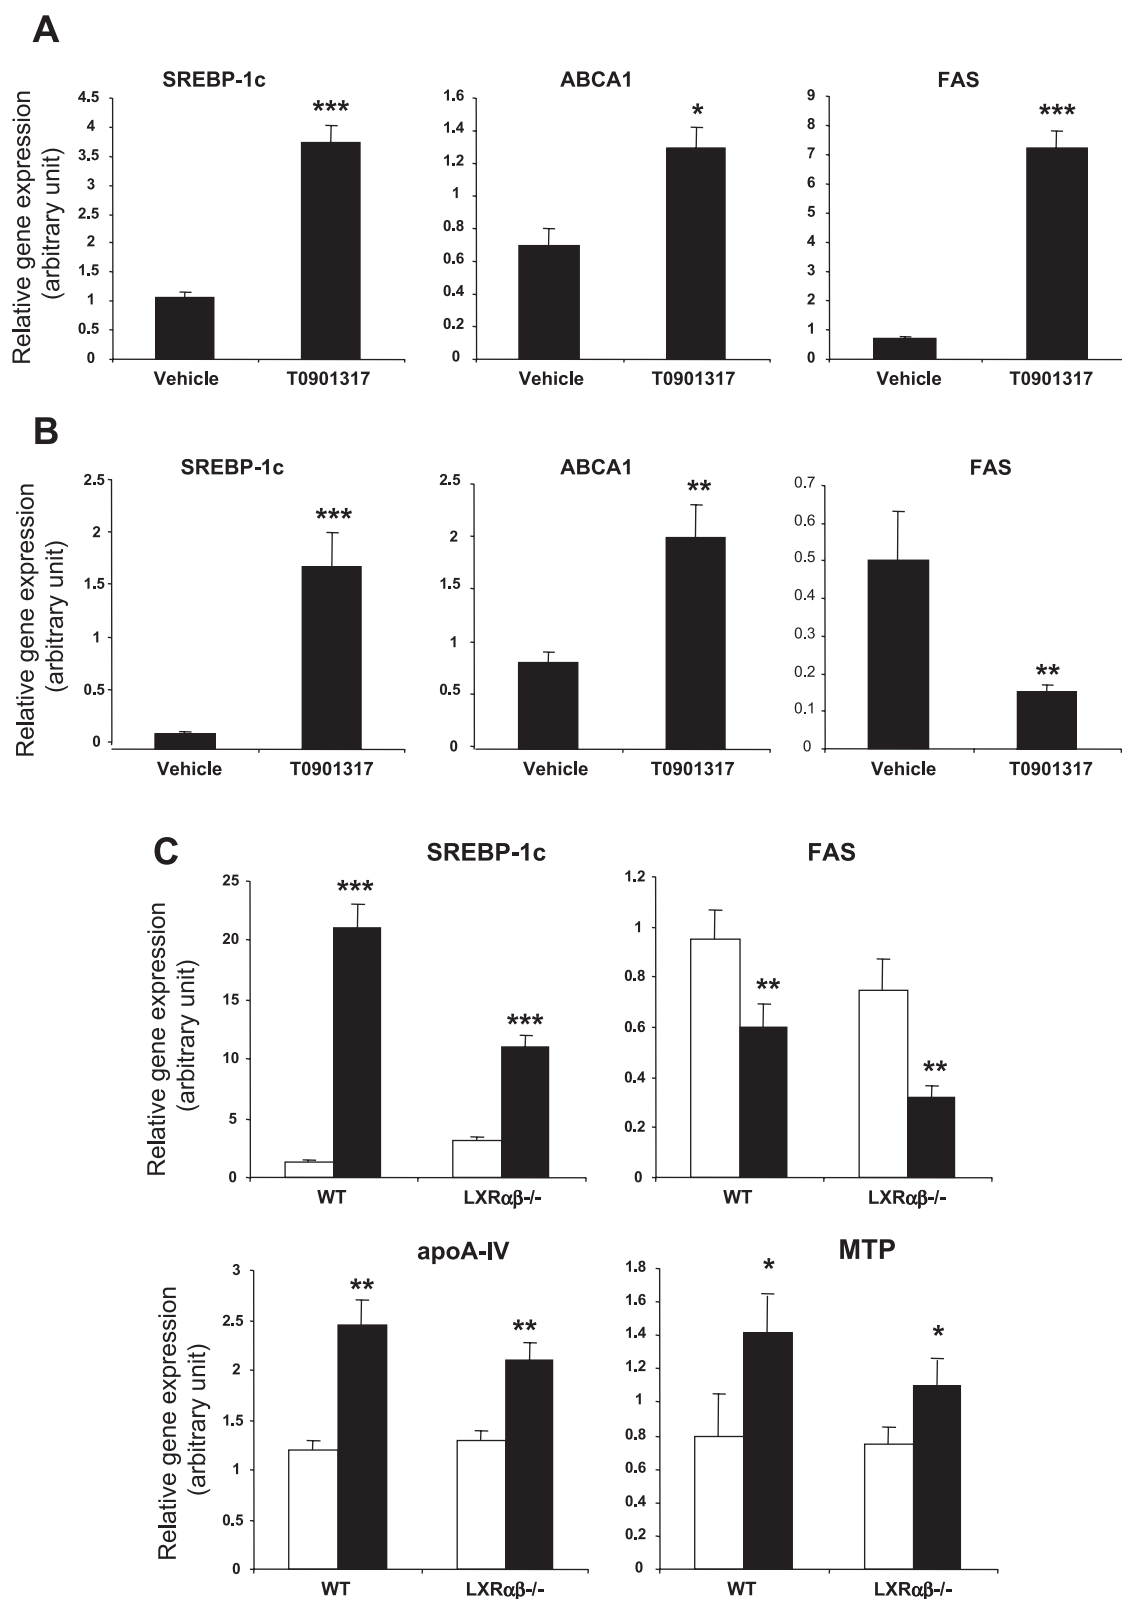 A
SREBP-1c
ABCA1
FAS
Relative gene expression
(arbitrary unit)
4.5
4
3.5
3
2.5
2
1.5
1
0.5
0
***
Vehicle
T0901317
1.6
1.4
1.2
1
0.8
0.6
0.4
0.2
0
*
Vehicle
T0901317
9
8
7
6
5
4
3
2
1
0
***
Vehicle
T0901317
B
SREBP-1c
ABCA1
FAS
Relative gene expression
(arbitrary unit)
2.5
2
1.5
1
0.5
0
***
Vehicle
T0901317
2.5
2
1.5
1
0.5
0
**
Vehicle
T0901317
0.7
0.6
0.5
0.4
0.3
0.2
0.1
0
**
Vehicle
T0901317
C
SREBP-1c
FAS
Relative gene expression
(arbitrary unit)
25
20
15
10
5
0
***
***
WT
LXRαβ-/-
1.2
1
0.8
0.6
0.4
0.2
0
**
**
WT
LXRαβ-/-
apoA-IV
MTP
Relative gene expression
(arbitrary unit)
3
2.5
2
1.5
1
0.5
0
**
**
WT
LXRαβ-/-
1.8
1.6
1.4
1.2
1
0.8
0.6
0.4
0.2
0
*
*
WT
LXRαβ-/-